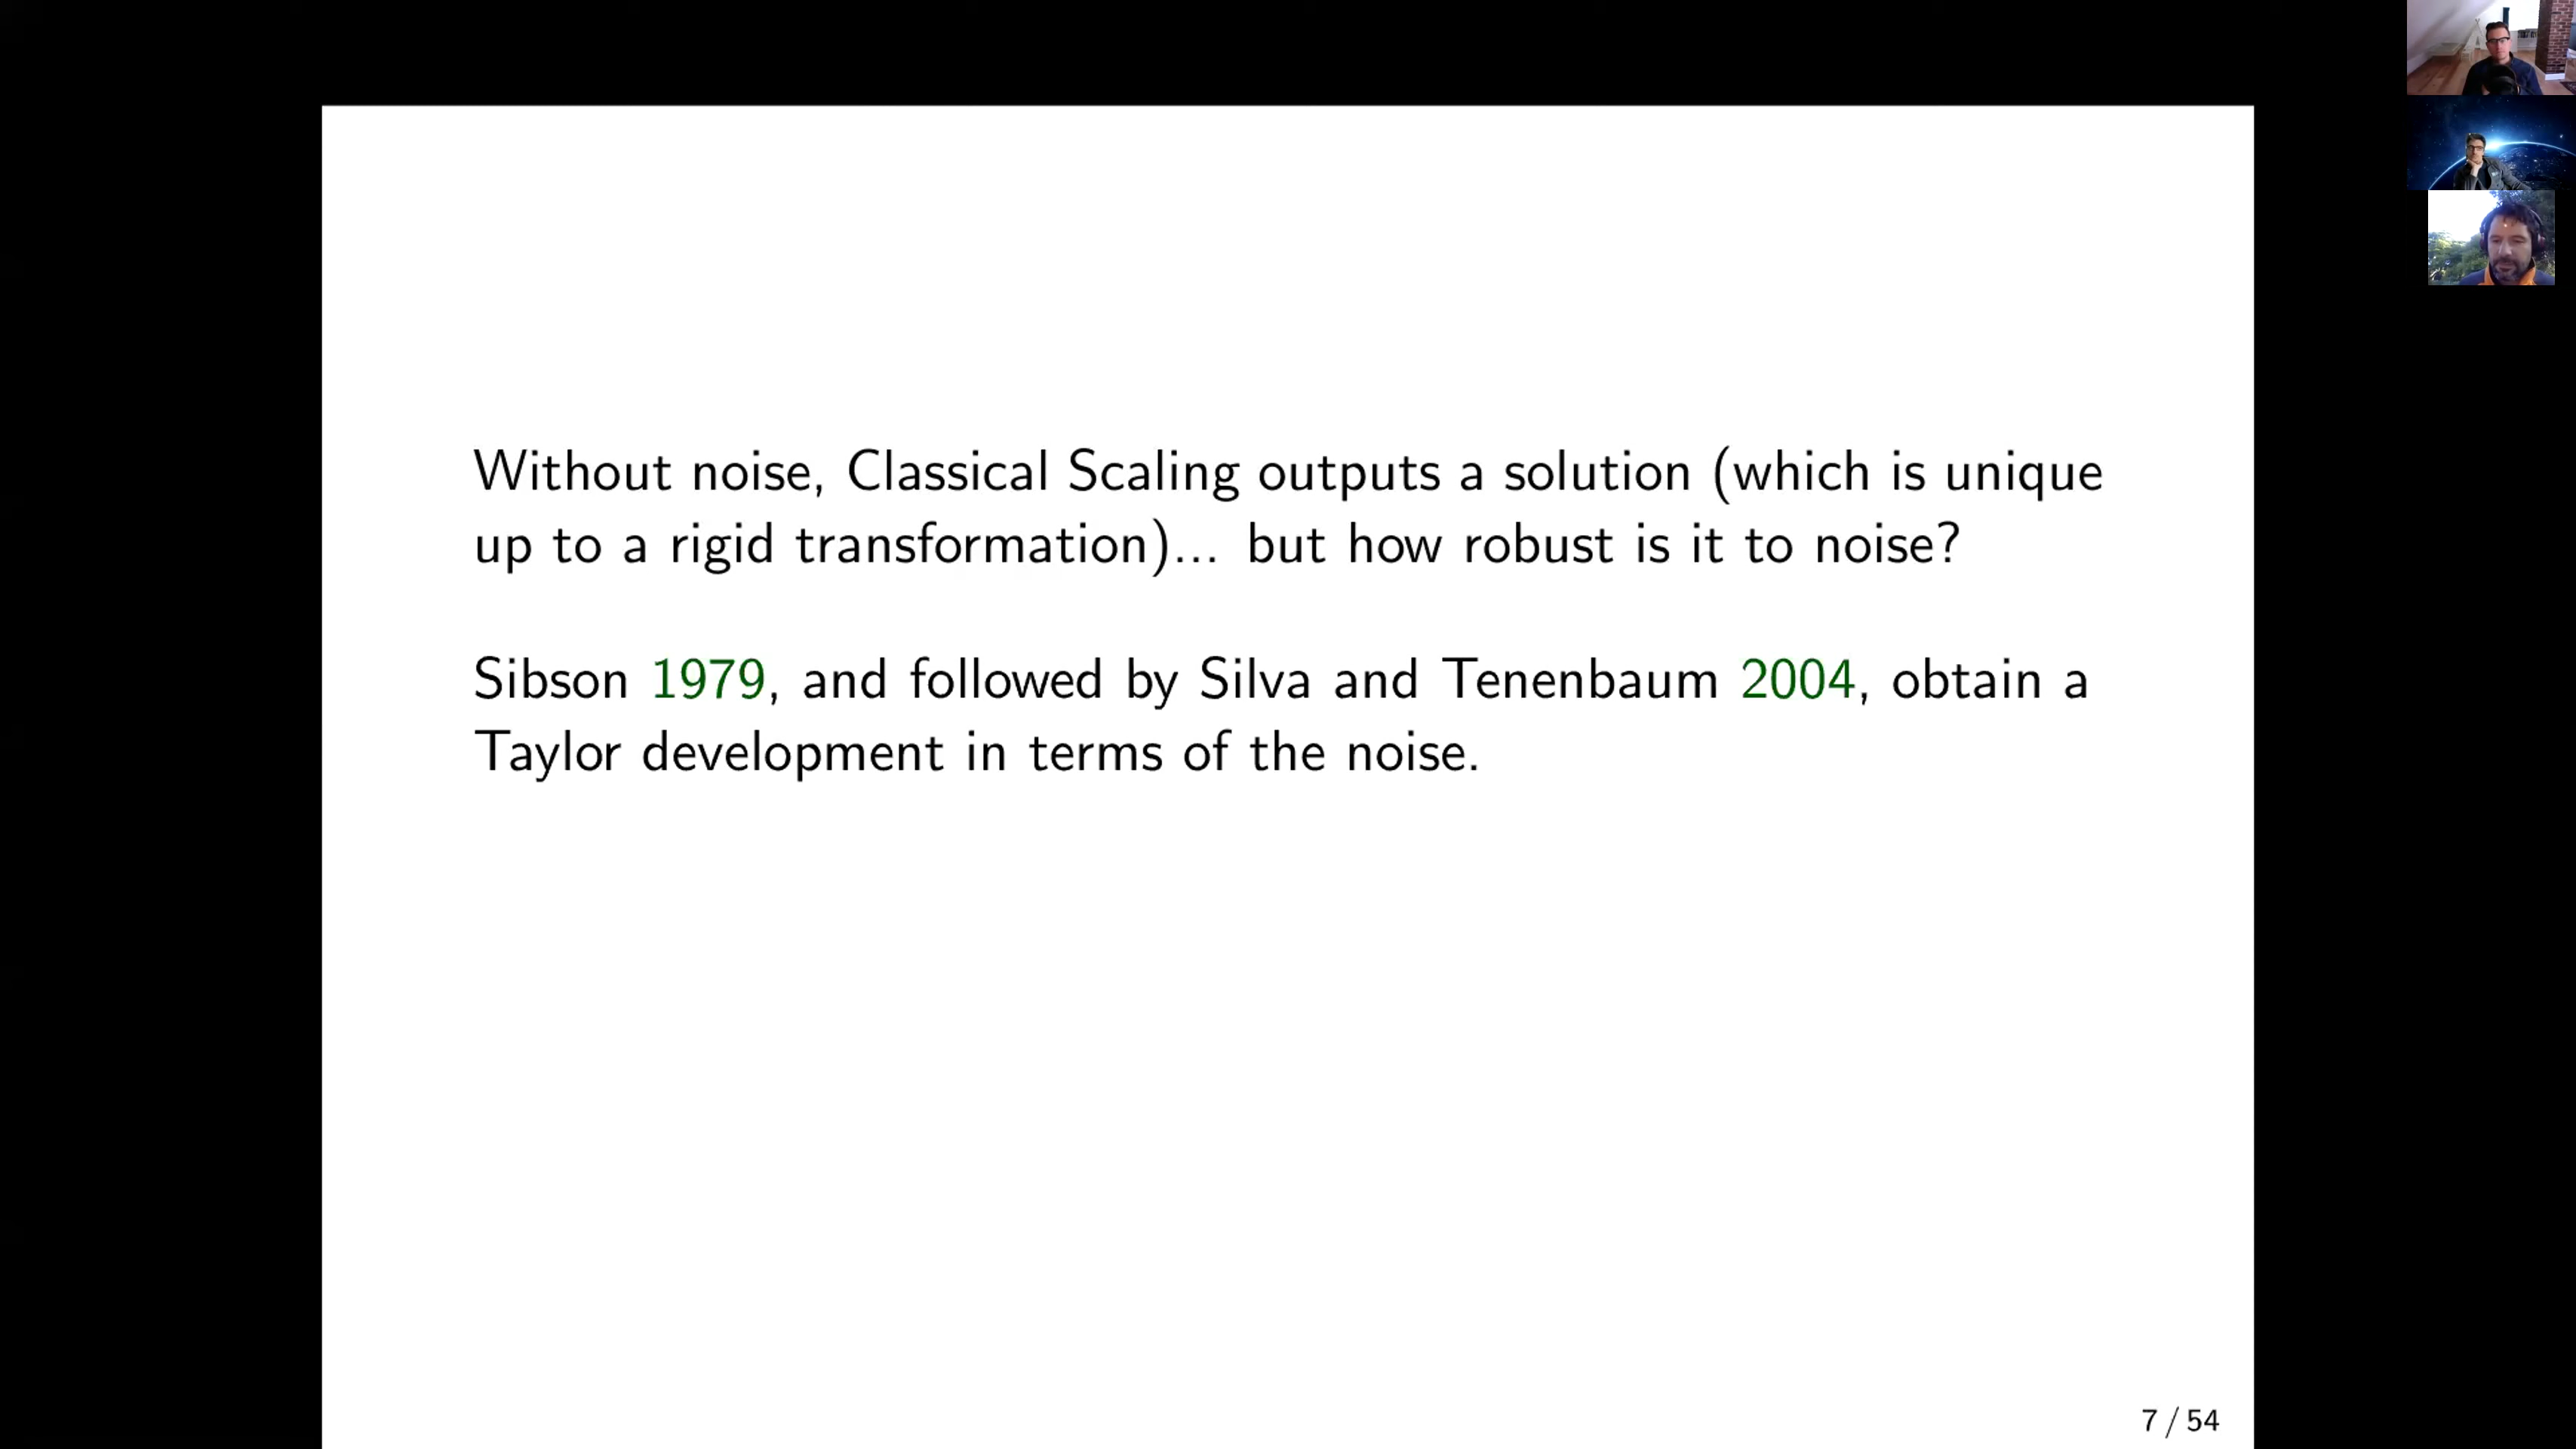 Without noise, Classical Scaling outputs a solution (which is unique
up to a rigid transformation)... but how robust is it to noise?
Sibson 1979, and followed by Silva and Tenenbaum 2004, obtain a
Taylor development in terms of the noise.
7 / 54